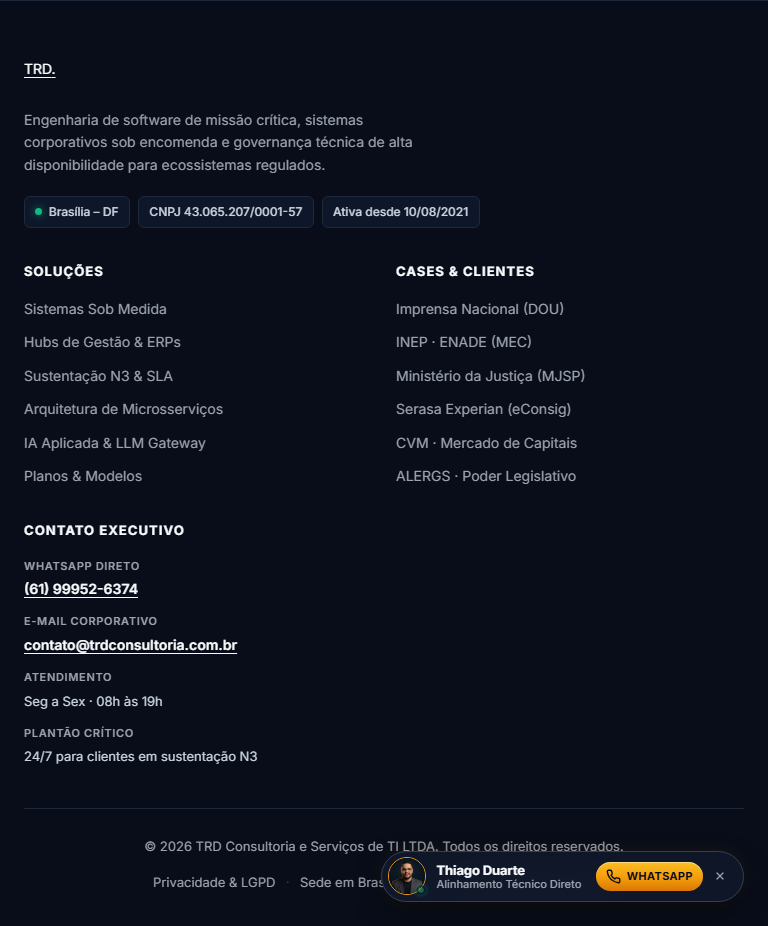 TRD.
Engenharia de software de missão crítica, sistemas
corporativos sob encomenda e governança técnica de alta
disponibilidade para ecossistemas regulados.
Brasília – DF
CNPJ 43.065.207/0001-57
Ativa desde 10/08/2021
SOLUÇÕES
Sistemas Sob Medida
Hubs de Gestão & ERPs
Sustentação N3 & SLA
Arquitetura de Microsserviços
IA Aplicada & LLM Gateway
Planos & Modelos
CASES & CLIENTES
Imprensa Nacional (DOU)
INEP · ENADE (MEC)
Ministério da Justiça (MJSP)
Serasa Experian (eConsig)
CVM · Mercado de Capitais
ALERGS · Poder Legislativo
CONTATO EXECUTIVO
WHATSAPP DIRETO
(61) 99952-6374
E-MAIL CORPORATIVO
contato@trdconsultoria.com.br
ATENDIMENTO
Seg a Sex · 08h às 19h
PLANTÃO CRÍTICO
24/7 para clientes em sustentação N3
© 2026 TRD Consultoria e Serviços de TI LTDA. Todos os direitos reservados.
Privacidade & LGPD · Sede em
Thiago Duarte
Alinhamento Técnico Direto
WHATSAPP
×